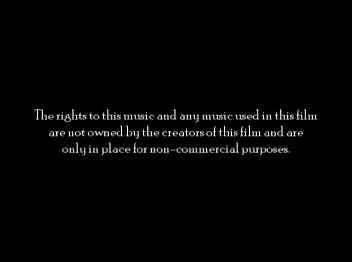 The rights to this music and any music used in this film
are not owned by the creators of this film and are
only in place for non-commercial purposes.